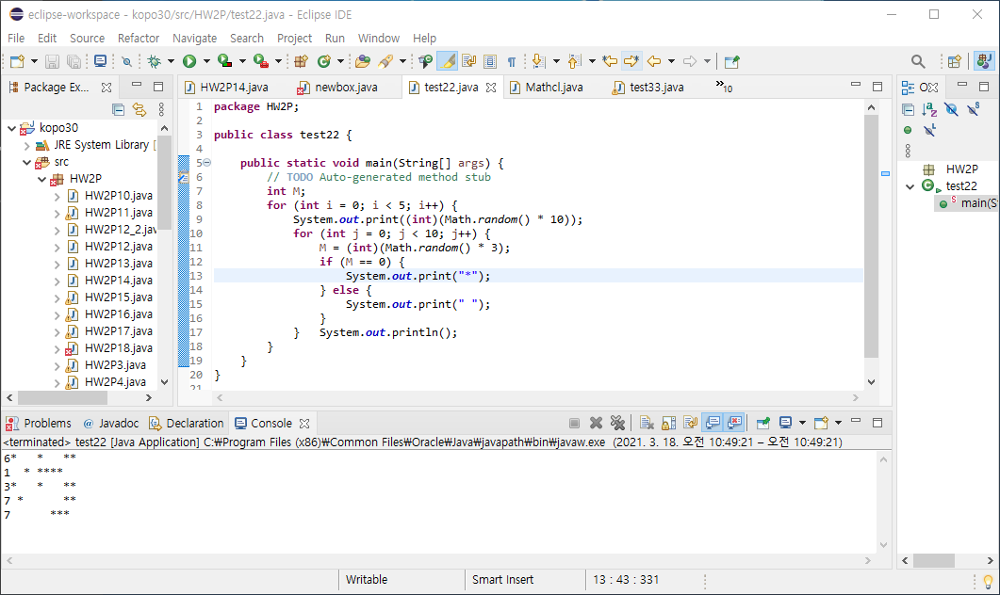 eclipse-workspace - kopo30/src/HW2P/test22.java - Eclipse IDE
File Edit Source Refactor Navigate Search Project Run Window Help
Package Ex...
HW2P14.java newbox.java test22.java Mathcl.java test33.java »10
kopo30
JRE System Library [
src
HW2P
HW2P10.java
HW2P11.java
HW2P12_2.jav
HW2P12.java
HW2P13.java
HW2P14.java
HW2P15.java
HW2P16.java
HW2P17.java
HW2P18.java
HW2P3.java
HW2P4.java
1 package HW2P;
2
3 public class test22 {
4
5     public static void main(String[] args) {
6         // TODO Auto-generated method stub
7         int M;
8         for (int i = 0; i < 5; i++) {
9             System.out.print((int)(Math.random() * 10));
10             for (int j = 0; j < 10; j++) {
11                 M = (int)(Math.random() * 3);
12                 if (M == 0) {
13                     System.out.print("*");
14                 } else {
15                     System.out.print(" ");
16                 }
17             }   System.out.println();
18         }
19     }
20 }
21
HW2P
test22
main(S
Problems @ Javadoc Declaration Console
<terminated> test22 [Java Application] C:₩Program Files (x86)₩Common Files₩Oracle₩Java₩javapath₩bin₩javaw.exe (2021. 3. 18. 오전 10:49:21 – 오전 10:49:21)
6*   *   **
1  * ****
3*   *   **
7 *      **
7      ***
Writable Smart Insert 13 : 43 : 331